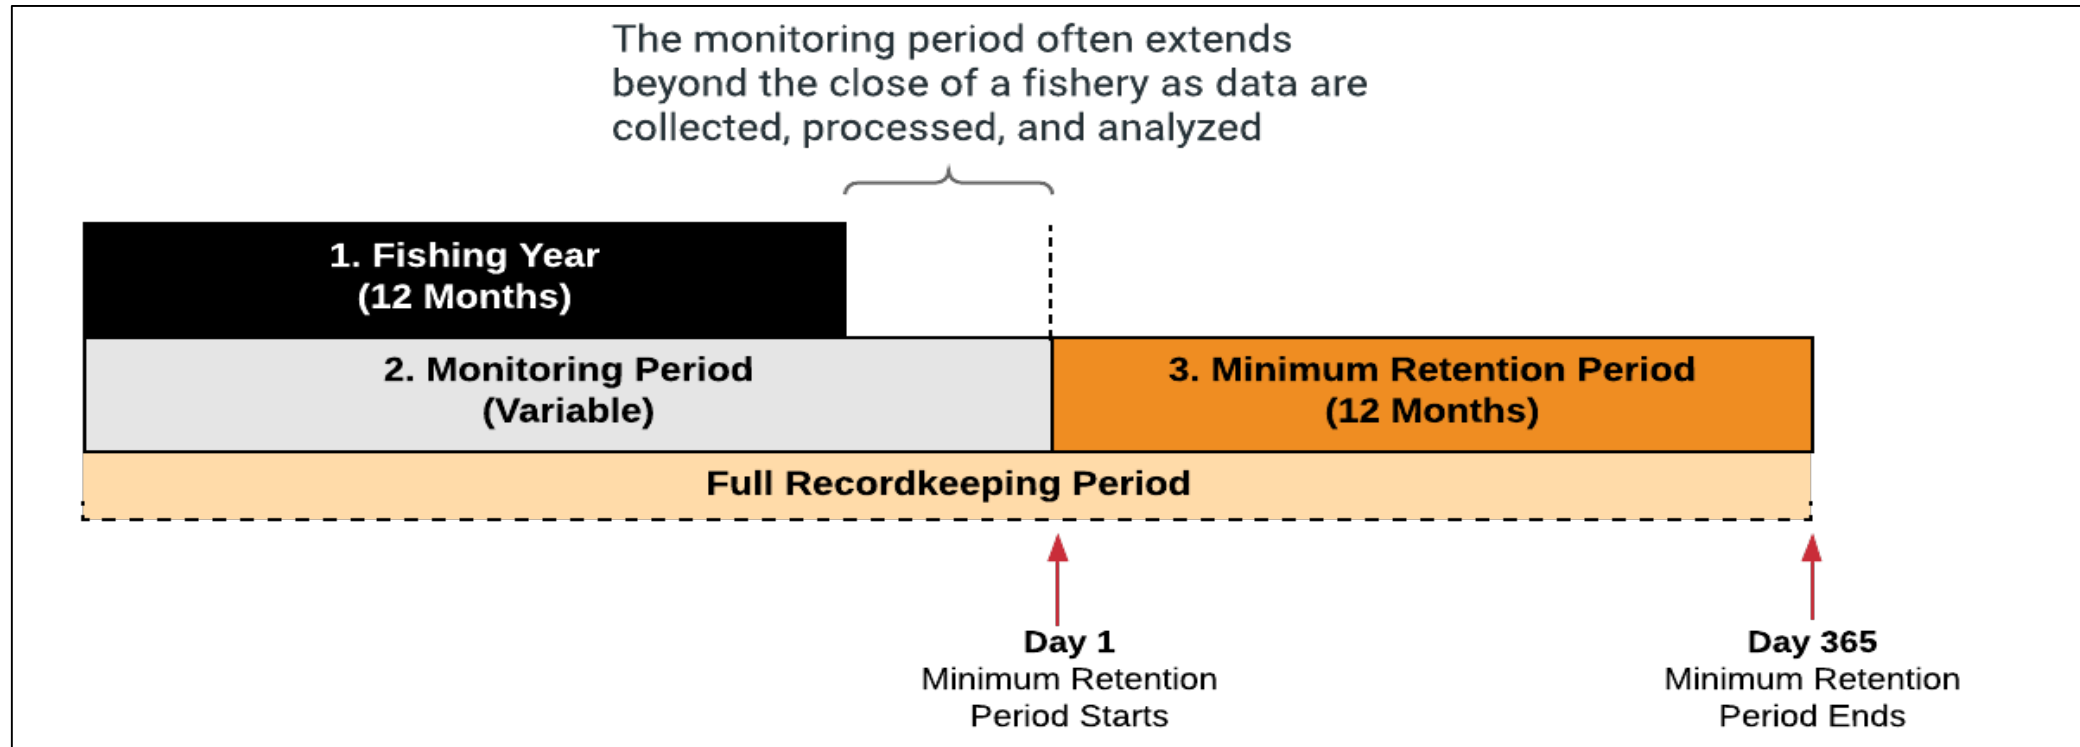 The monitoring period often extends
beyond the close of a fishery as data are
collected, processed, and analyzed
1. Fishing Year
(12 Months)
2. Monitoring Period
(Variable)
3. Minimum Retention Period
(12 Months)
Full Recordkeeping Period
Day 1
Minimum Retention
Period Starts
Day 365
Minimum Retention
Period Ends